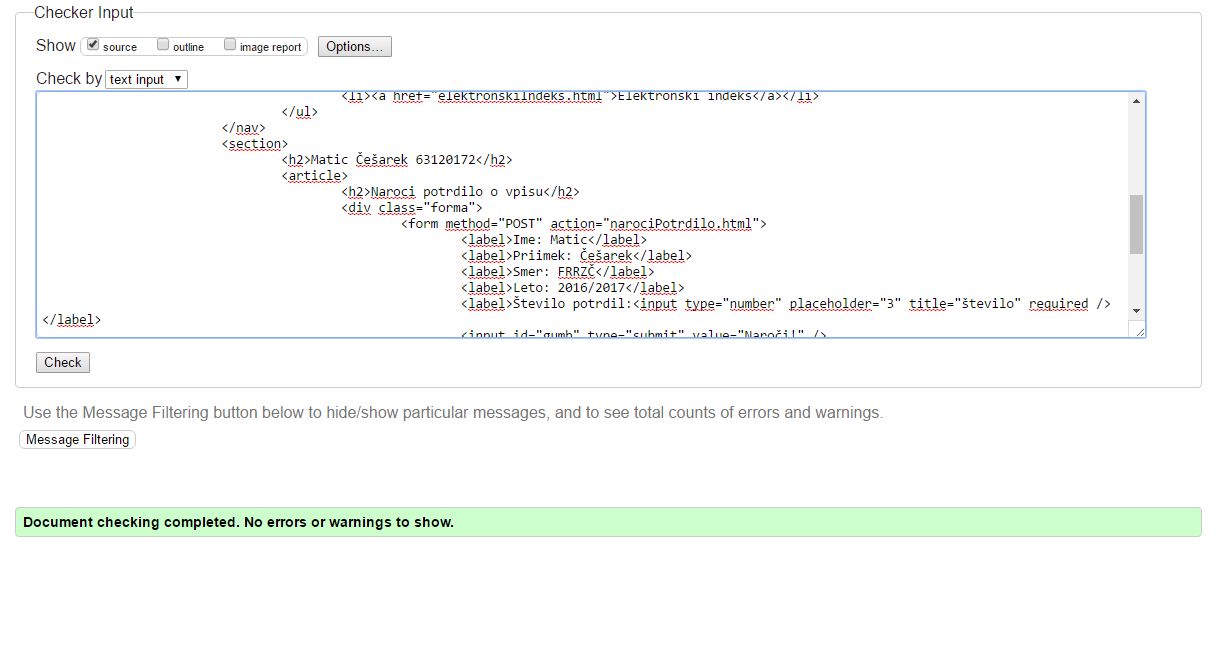 Checker Input
Show source outline image report Options...
Check by text input
<li><a href="elektronskiIndeks.html">Elektronski indeks</a></li>
</ul>
</nav>
<section>
<h2>Matic Češarek 63120172</h2>
<article>
<h2>Naroci potrdilo o vpisu</h2>
<div class="forma">
<form method="POST" action="narociPotrdilo.html">
<label>Ime: Matic</label>
<label>Priimek: Češarek</label>
<label>Smer: FRRZČ</label>
<label>Leto: 2016/2017</label>
<label>Število potrdil:<input type="number" placeholder="3" title="število" required />
</label>
<input id="gumb" type="submit" value="Naroči!" />
Check
Use the Message Filtering button below to hide/show particular messages, and to see total counts of errors and warnings.
Message Filtering
Document checking completed. No errors or warnings to show.